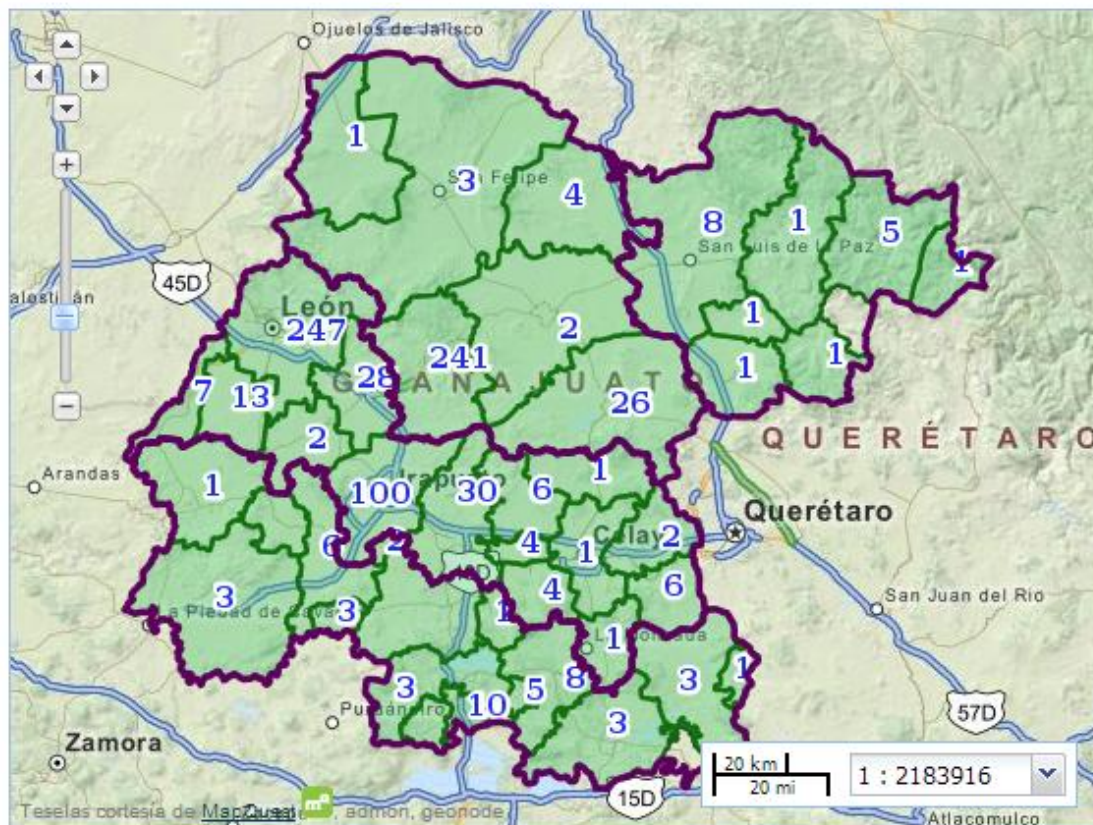 Ojuelos de Jalisco
1
San Felipe
3
4
8
1
5
1
San Luis de la Paz
45D
León
247
1
1
1
2
241
28
GUANAJUATO
7
13
26
2
QUERÉTARO
Arandas
1
Irapuato
100
30
6
1
Querétaro
Celaya
2
6
2
4
1
4
6
San Juan del Rio
3
La Piedad de
3
1
1
8
3
1
3
5
10
3
57D
Zamora
20 km
20 mi
1 : 2183916
15D
Teselas cortesía de MapQuest
, admon, geonode
Atlacomulco